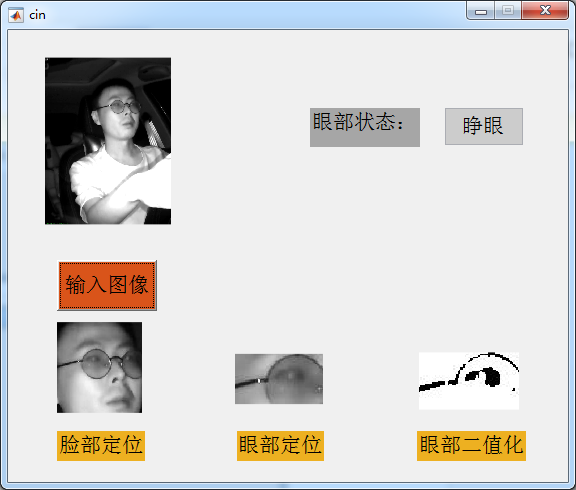 cin
眼部状态:
睁眼
输入图像
脸部定位
眼部定位
眼部二值化